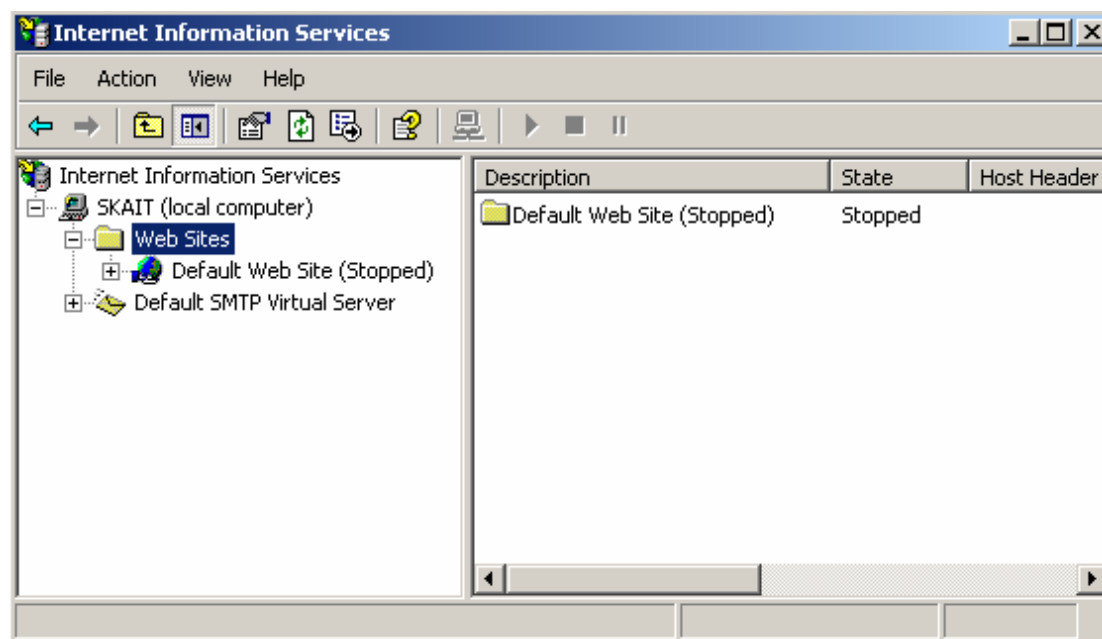 Internet Information Services
File Action View Help
Internet Information Services
SKAIT (local computer)
Web Sites
Default Web Site (Stopped)
Default SMTP Virtual Server
Description State Host Header
Default Web Site (Stopped) Stopped